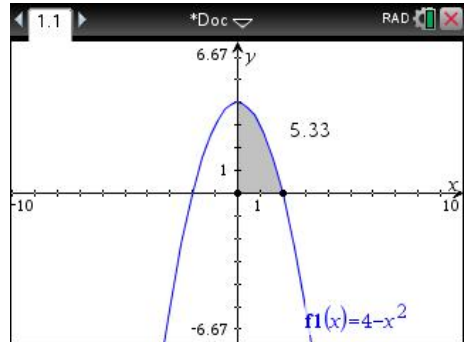 1.1 *Doc RAD
6.67 y
5.33
1
x
-10 1 10
-6.67
f1(x)=4-x²